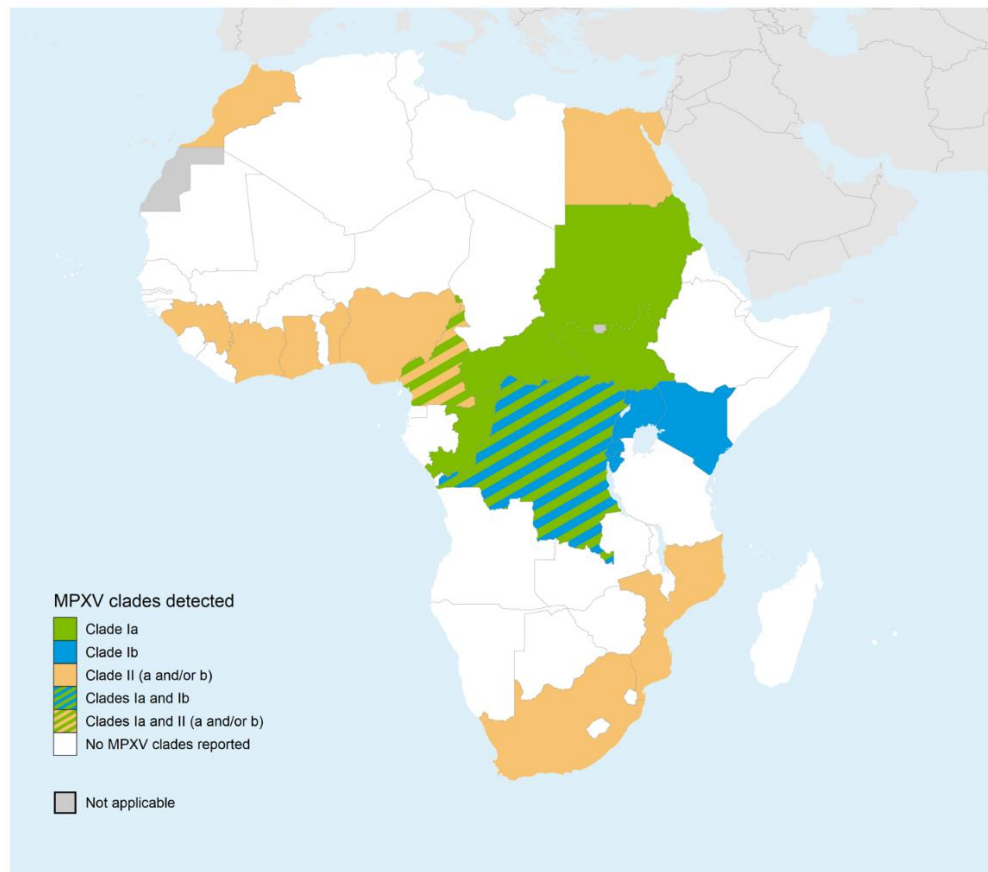 MPXV clades detected
Clade Ia
Clade Ib
Clade II (a and/or b)
Clades Ia and Ib
Clades Ia and II (a and/or b)
No MPXV clades reported
Not applicable